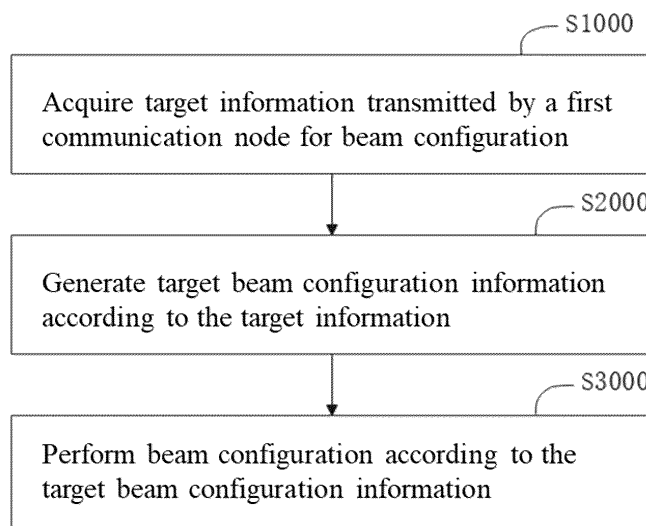 S1000
Acquire target information transmitted by a first
communication node for beam configuration
S2000
Generate target beam configuration information
according to the target information
S3000
Perform beam configuration according to the
target beam configuration information